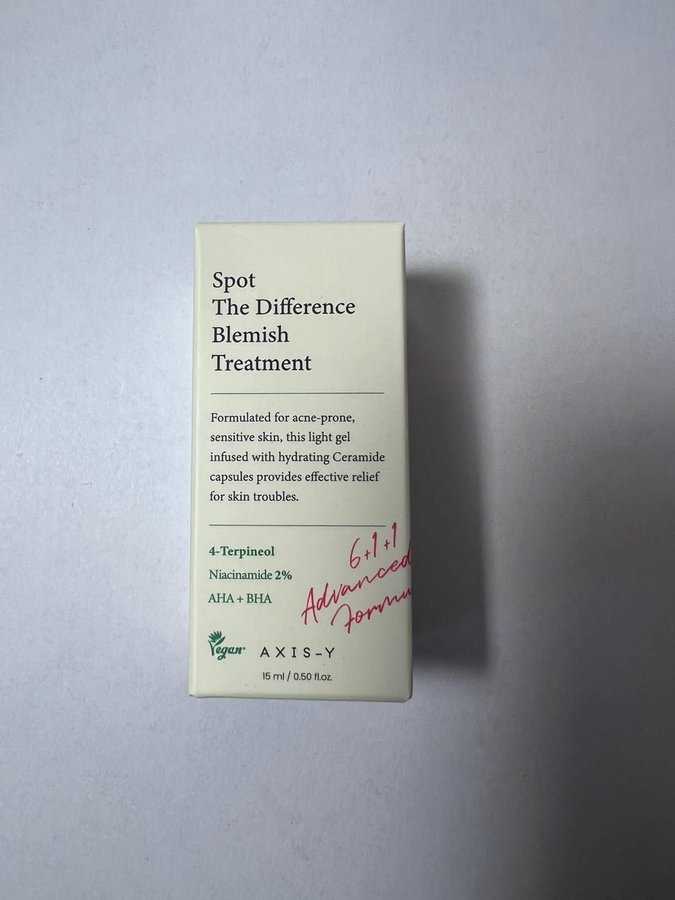 Spot
The Difference
Blemish
Treatment
Formulated for acne-prone,
sensitive skin, this light gel
infused with hydrating Ceramide
capsules provides effective relief
for skin troubles.
4-Terpineol
Niacinamide 2%
AHA + BHA
6+1+1
Advanced
Formu
Vegan
AXIS-Y
15 ml / 0.50 fl.oz.